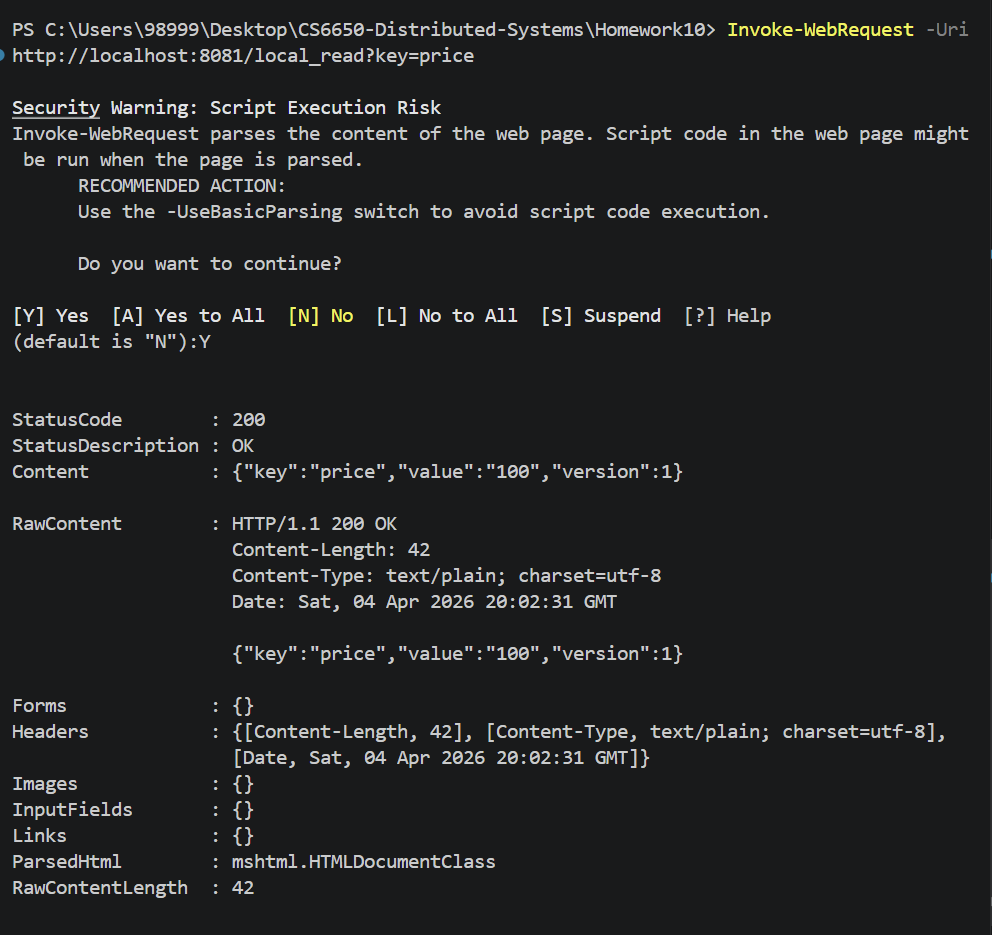 PS C:\Users\98999\Desktop\CS6650-Distributed-Systems\Homework10> Invoke-WebRequest -Uri
http://localhost:8081/local_read?key=price
Security Warning: Script Execution Risk
Invoke-WebRequest parses the content of the web page. Script code in the web page might
 be run when the page is parsed.
      RECOMMENDED ACTION:
      Use the -UseBasicParsing switch to avoid script code execution.
      Do you want to continue?
[Y] Yes  [A] Yes to All  [N] No  [L] No to All  [S] Suspend  [?] Help
(default is "N"):Y
StatusCode        : 200
StatusDescription : OK
Content           : {"key":"price","value":"100","version":1}
RawContent        : HTTP/1.1 200 OK
                    Content-Length: 42
                    Content-Type: text/plain; charset=utf-8
                    Date: Sat, 04 Apr 2026 20:02:31 GMT
                    {"key":"price","value":"100","version":1}
Forms             : {}
Headers           : {[Content-Length, 42], [Content-Type, text/plain; charset=utf-8],
                    [Date, Sat, 04 Apr 2026 20:02:31 GMT]}
Images            : {}
InputFields       : {}
Links             : {}
ParsedHtml        : mshtml.HTMLDocumentClass
RawContentLength  : 42